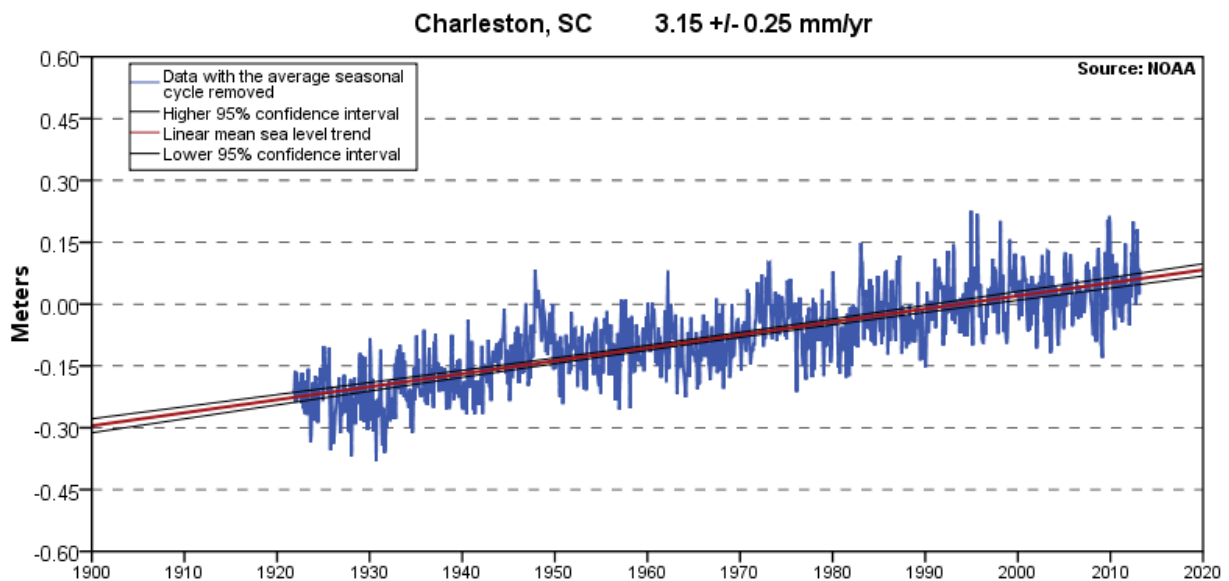 Charleston, SC 3.15 +/- 0.25 mm/yr
Source: NOAA
Data with the average seasonal
cycle removed
Higher 95% confidence interval
Linear mean sea level trend
Lower 95% confidence interval
Meters
0.60
0.45
0.30
0.15
0.00
-0.15
-0.30
-0.45
-0.60
1900 1910 1920 1930 1940 1950 1960 1970 1980 1990 2000 2010 2020